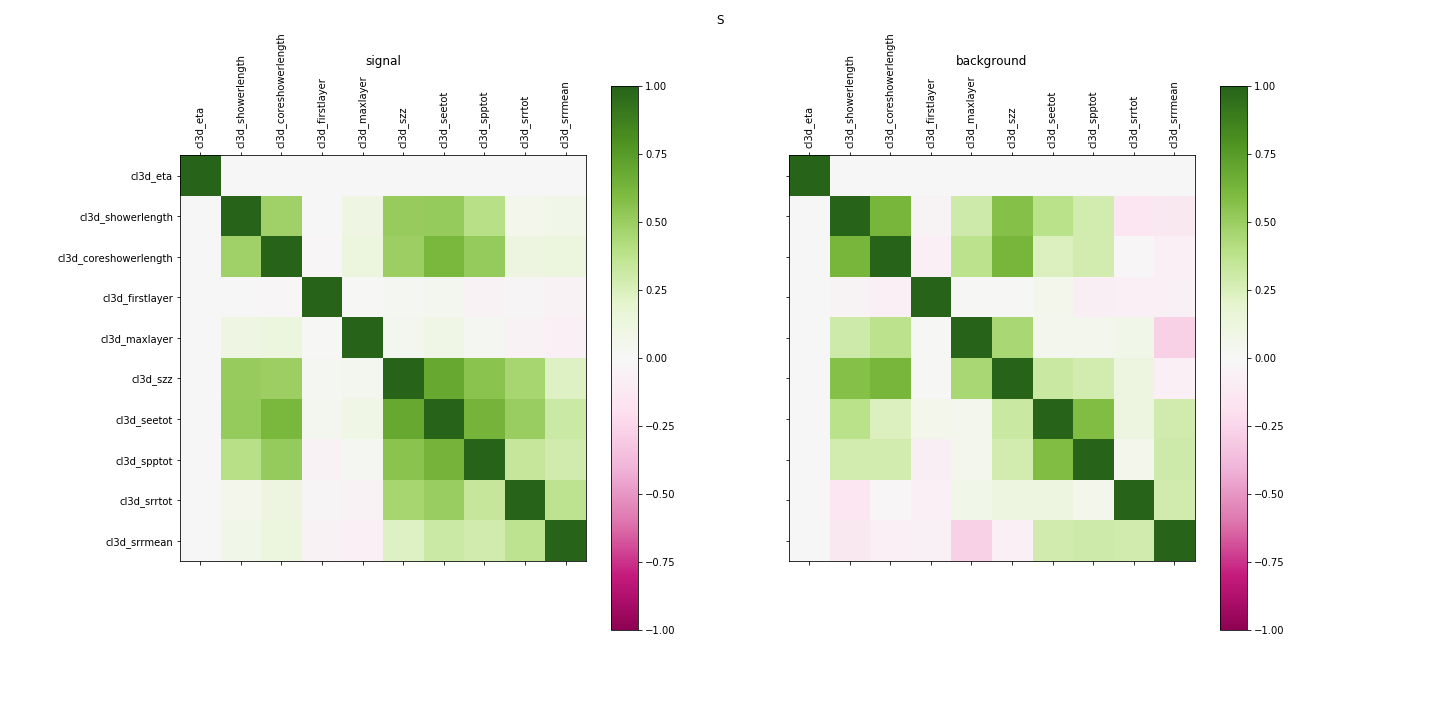 S
signal
cl3d_eta
cl3d_showerlength
cl3d_coreshowerlength
cl3d_firstlayer
cl3d_maxlayer
cl3d_szz
cl3d_seetot
cl3d_spptot
cl3d_srrtot
cl3d_srrmean
cl3d_eta
cl3d_showerlength
cl3d_coreshowerlength
cl3d_firstlayer
cl3d_maxlayer
cl3d_szz
cl3d_seetot
cl3d_spptot
cl3d_srrtot
cl3d_srrmean
1.00
0.75
0.50
0.25
0.00
−0.25
−0.50
−0.75
−1.00
background
cl3d_eta
cl3d_showerlength
cl3d_coreshowerlength
cl3d_firstlayer
cl3d_maxlayer
cl3d_szz
cl3d_seetot
cl3d_spptot
cl3d_srrtot
cl3d_srrmean
1.00
0.75
0.50
0.25
0.00
−0.25
−0.50
−0.75
−1.00